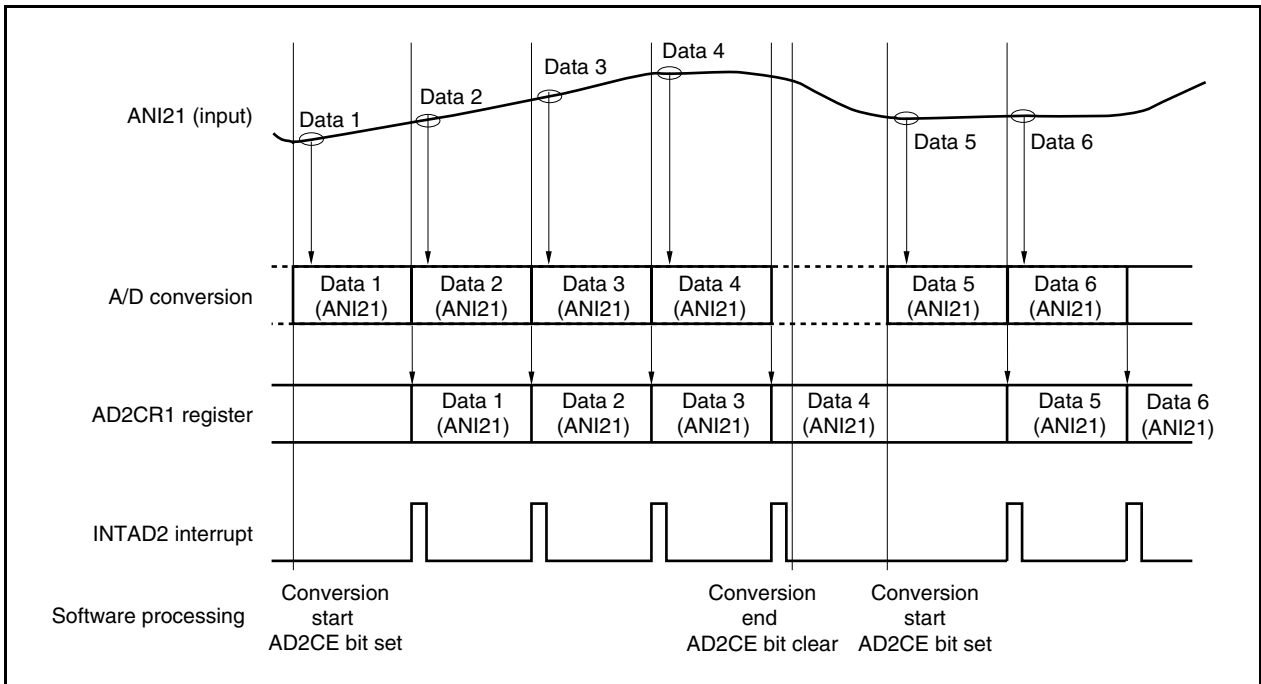 Data 4
Data 3
Data 2
Data 1
ANI21 (input)
Data 5
Data 6
A/D conversion
Data 1
(ANI21)
Data 2
(ANI21)
Data 3
(ANI21)
Data 4
(ANI21)
Data 5
(ANI21)
Data 6
(ANI21)
AD2CR1 register
Data 1
(ANI21)
Data 2
(ANI21)
Data 3
(ANI21)
Data 4
(ANI21)
Data 5
(ANI21)
Data 6
(ANI21)
INTAD2 interrupt
Software processing
Conversion
start
AD2CE bit set
Conversion
end
AD2CE bit clear
Conversion
start
AD2CE bit set